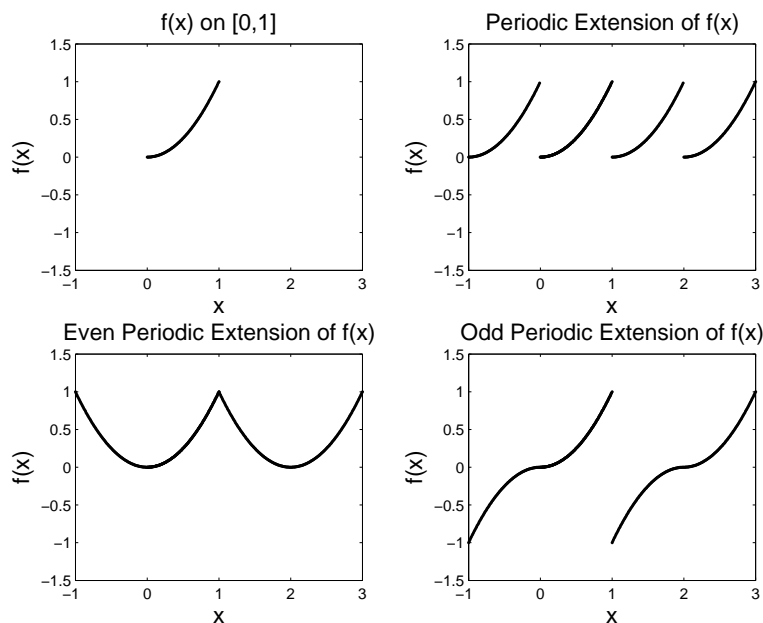 f(x) on [0,1]
1.5
1
0.5
0
−0.5
−1
−1.5
−1 0 1 2 3
f(x)
x
Periodic Extension of f(x)
1.5
1
0.5
0
−0.5
−1
−1.5
−1 0 1 2 3
f(x)
x
Even Periodic Extension of f(x)
1.5
1
0.5
0
−0.5
−1
−1.5
−1 0 1 2 3
f(x)
x
Odd Periodic Extension of f(x)
1.5
1
0.5
0
−0.5
−1
−1.5
−1 0 1 2 3
f(x)
x